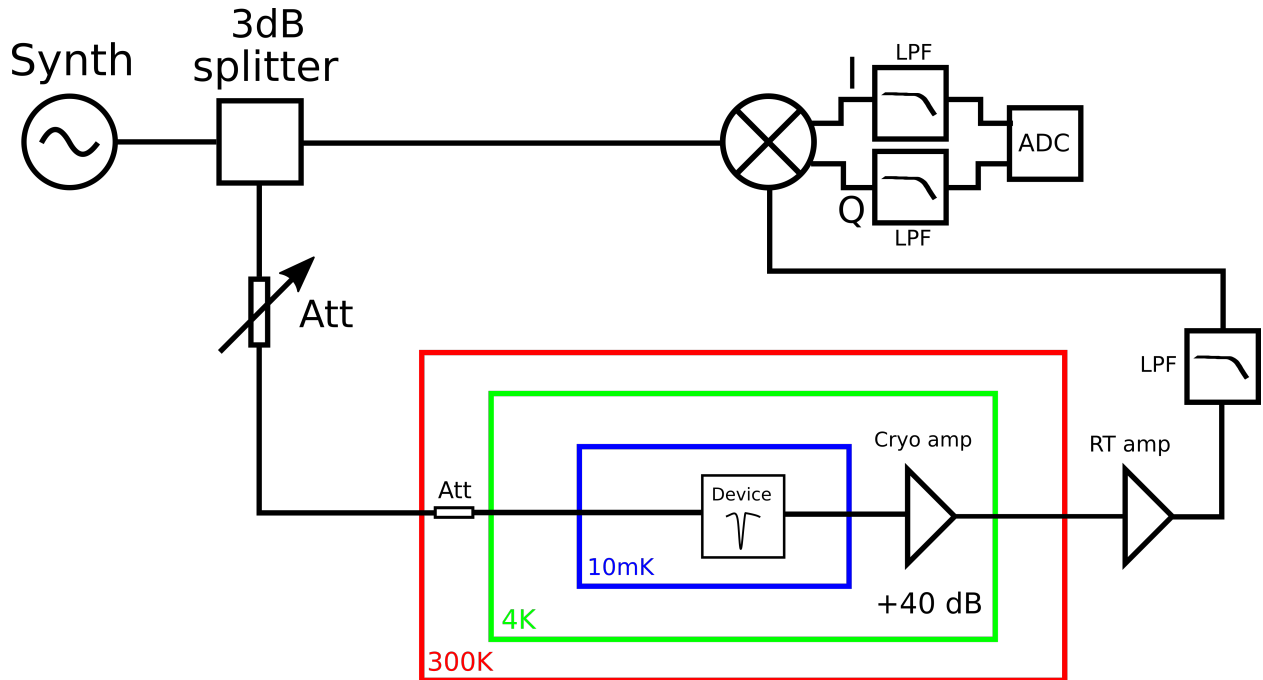 3dB
splitter
Synth
LPF
I
ADC
Q
LPF
Att
LPF
Cryo amp
RT amp
Att
Device
10mK
+40 dB
4K
300K